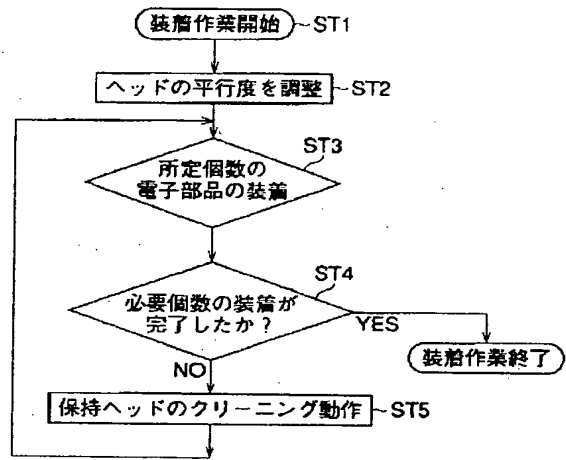 装着作業開始 ST1
ヘッドの平行度を調整 ST2
ST3
所定個数の
電子部品の装着
ST4
必要個数の装着が
完了したか?
YES
装着作業終了
NO
保持ヘッドのクリーニング動作 ST5